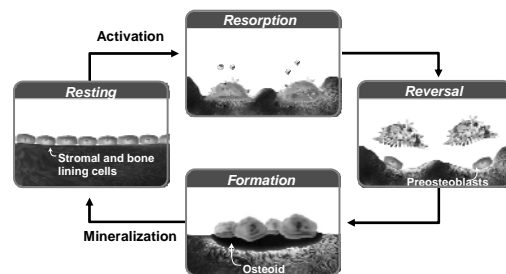 Resorption
Activation
Resting
Reversal
Stromal and bone
lining cells
Preosteoblasts
Formation
Mineralization
Osteoid